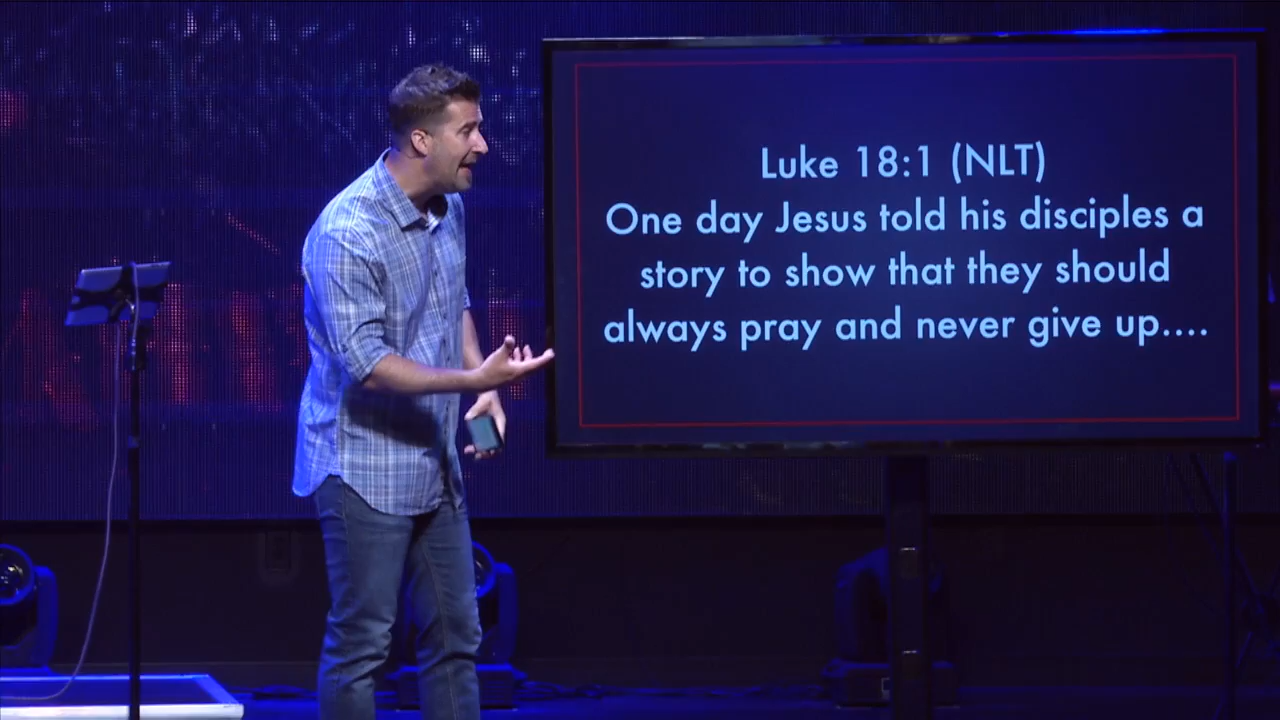 Luke 18:1 (NLT)
One day Jesus told his disciples a
story to show that they should
always pray and never give up....